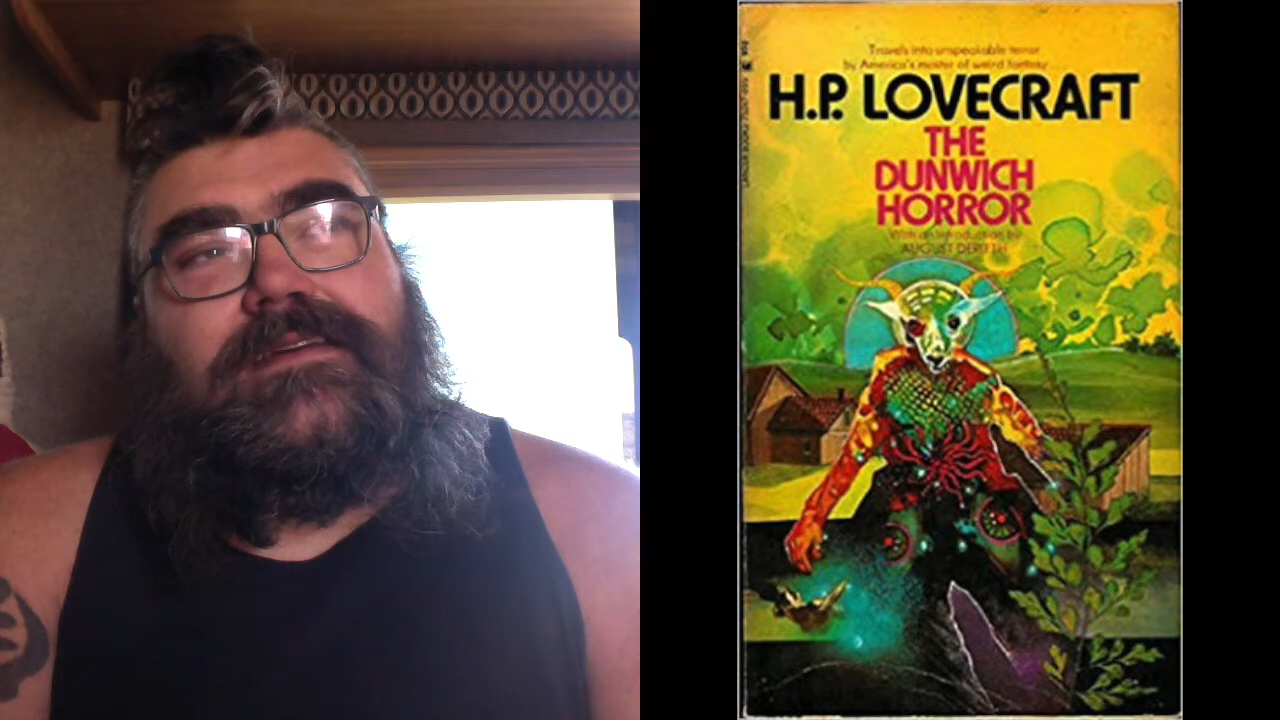 Travels into unspeakable terror
by America's master of weird fantasy . . .
H.P. LOVECRAFT
THE
DUNWICH
HORROR
With an introduction by
AUGUST DERLETH